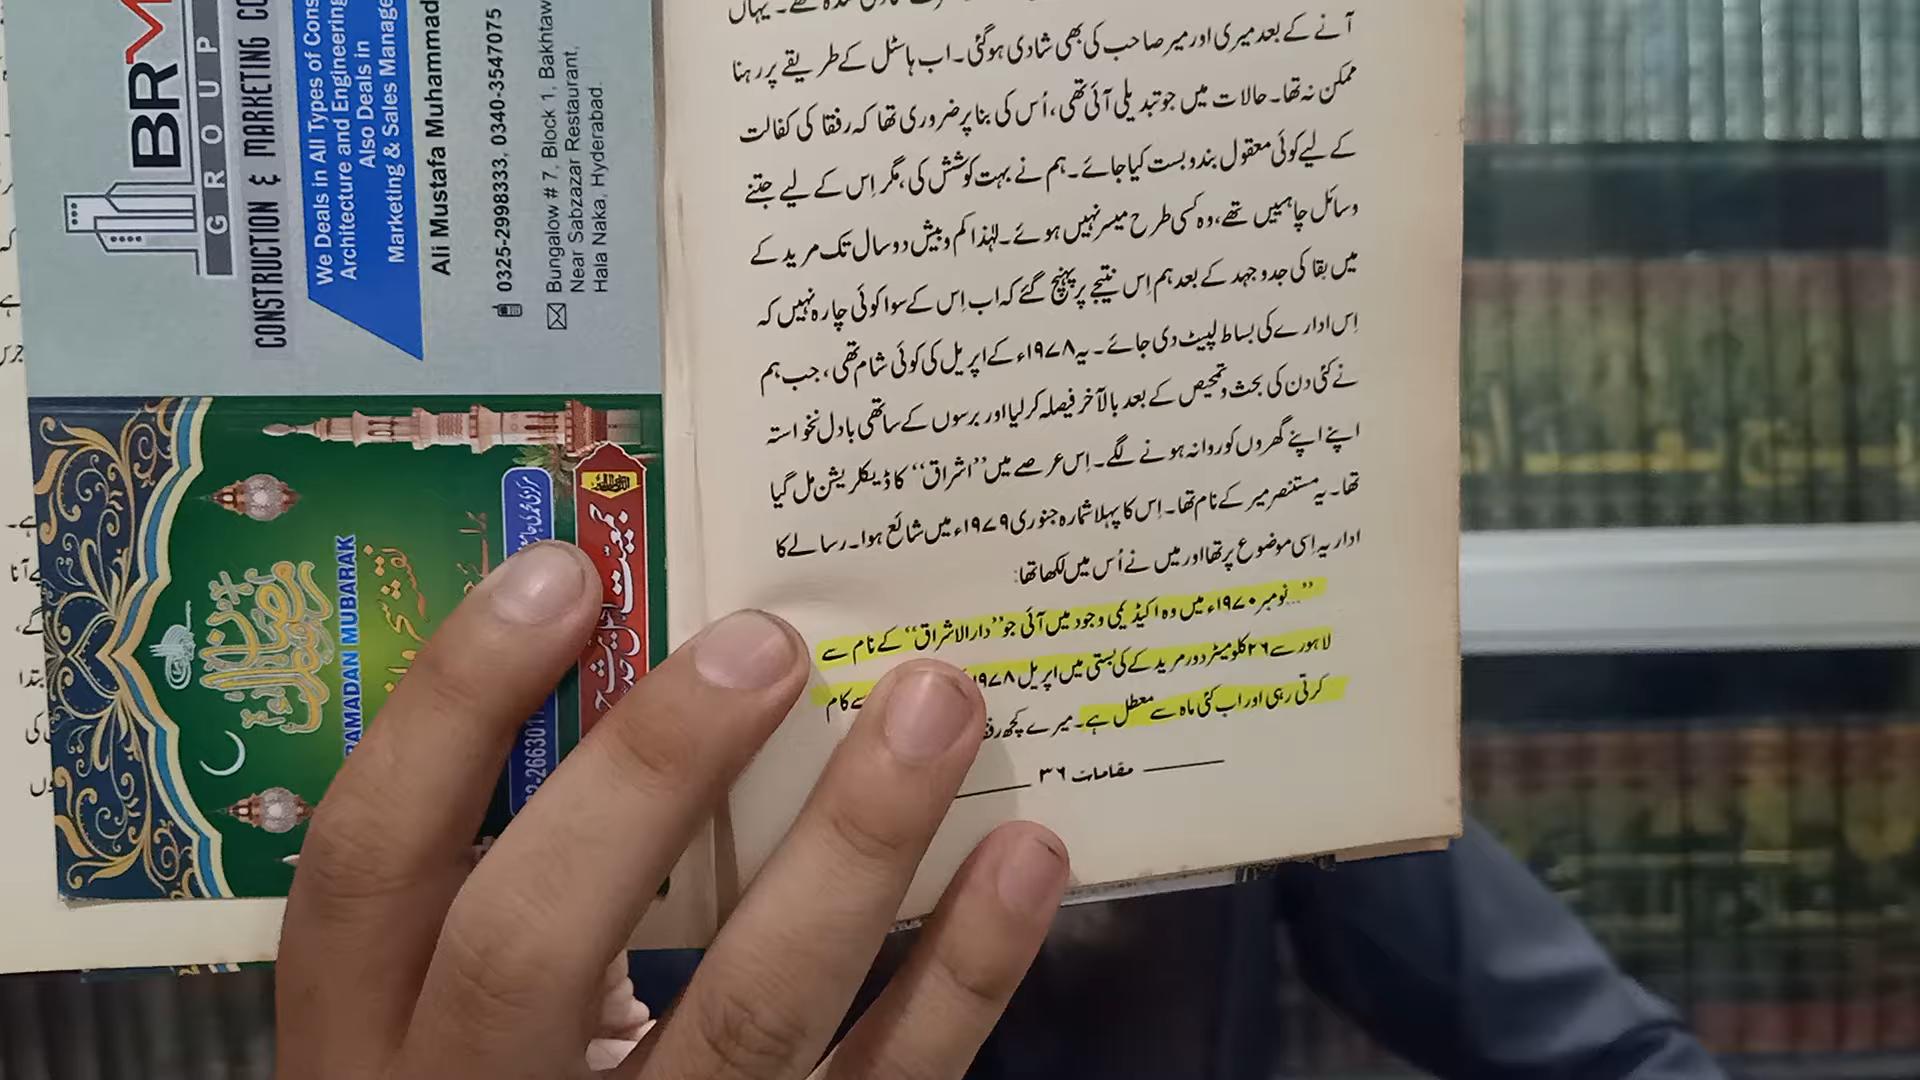 BRM
GROUP
CONSTRUCTION & MARKETING CO
We Deals in All Types of Cons
Architecture and Engineering
Also Deals in
Marketing & Sales Manage
Ali Mustafa Muhammad
0325-2998333, 0340-3547075
Bungalow # 7, Block 1, Bakhtaw
Near Sabzazar Restaurant,
Hala Naka, Hyderabad.
RAMADAN MUBARAK
یہاں
آنے کے بعد میری اور میر صاحب کی بھی شادی ہوگئی۔ اب ہاسٹل کے طریقے پر رہنا
ممکن نہ تھا۔ حالات میں جو تبدیلی آئی تھی، اُس کی بنا پر ضروری تھا کہ رفقا کی کفالت
کے لیے کوئی معقول بندوبست کیا جائے۔ ہم نے بہت کوشش کی، مگر اِس کے لیے جتنے
وسائل چاہییں تھے، وہ کسی طرح میسر نہیں ہوئے۔ لہٰذا کم و بیش دو سال تک مرید کے
میں بقا کی جدوجہد کے بعد ہم اِس نتیجے پر پہنچ گئے کہ اب اِس کے سوا کوئی چارہ نہیں کہ
اِس ادارے کی بساط لپیٹ دی جائے۔ یہ ۱۹۷۸ء کے اپریل کی کوئی شام تھی، جب ہم
نے کئی دن کی بحث و تمحیص کے بعد بالآخر فیصلہ کر لیا اور برسوں کے ساتھی بادل نخواستہ
اپنے اپنے گھروں کو روانہ ہونے لگے۔ اِس عرصے میں ’’اشراق‘‘ کا ڈیکلریشن مل گیا
تھا۔ یہ مستنصر میر کے نام تھا۔ اِس کا پہلا شمارہ جنوری ۱۹۷۹ء میں شائع ہوا۔ رسالے کا
اداریہ اِسی موضوع پر تھا اور میں نے اُس میں لکھا تھا:
’’...نومبر ۱۹۷۰ء میں وہ اکیڈیمی وجود میں آئی جو ’’دارالاشراق‘‘ کے نام سے
لاہور سے ۲۶ کلومیٹر دور مرید کے کی بستی میں اپریل ۱۹۷۸ سے کام
کرتی رہی اور اب کئی ماہ سے معطل ہے۔ میرے کچھ
مقامات ۳۶